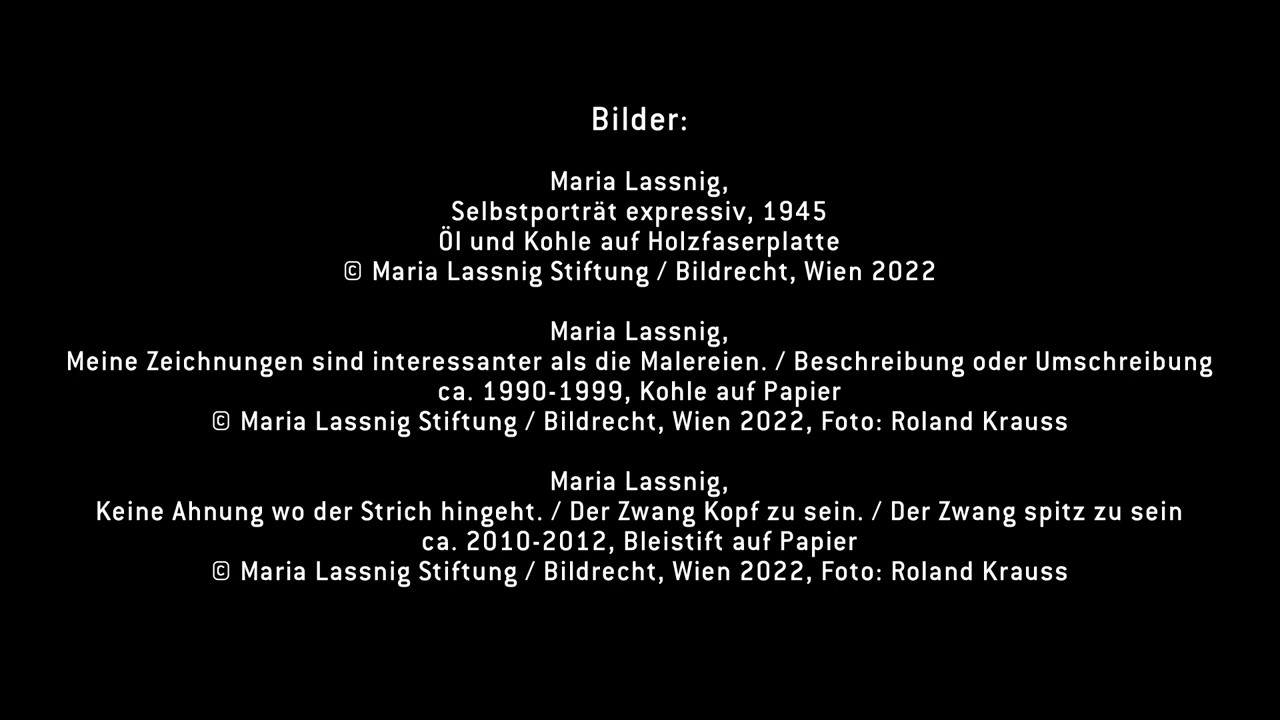 Bilder:
Maria Lassnig,
Selbstporträt expressiv, 1945
Öl und Kohle auf Holzfaserplatte
© Maria Lassnig Stiftung / Bildrecht, Wien 2022
Maria Lassnig,
Meine Zeichnungen sind interessanter als die Malereien. / Beschreibung oder Umschreibung
ca. 1990-1999, Kohle auf Papier
© Maria Lassnig Stiftung / Bildrecht, Wien 2022, Foto: Roland Krauss
Maria Lassnig,
Keine Ahnung wo der Strich hingeht. / Der Zwang Kopf zu sein. / Der Zwang spitz zu sein
ca. 2010-2012, Bleistift auf Papier
© Maria Lassnig Stiftung / Bildrecht, Wien 2022, Foto: Roland Krauss